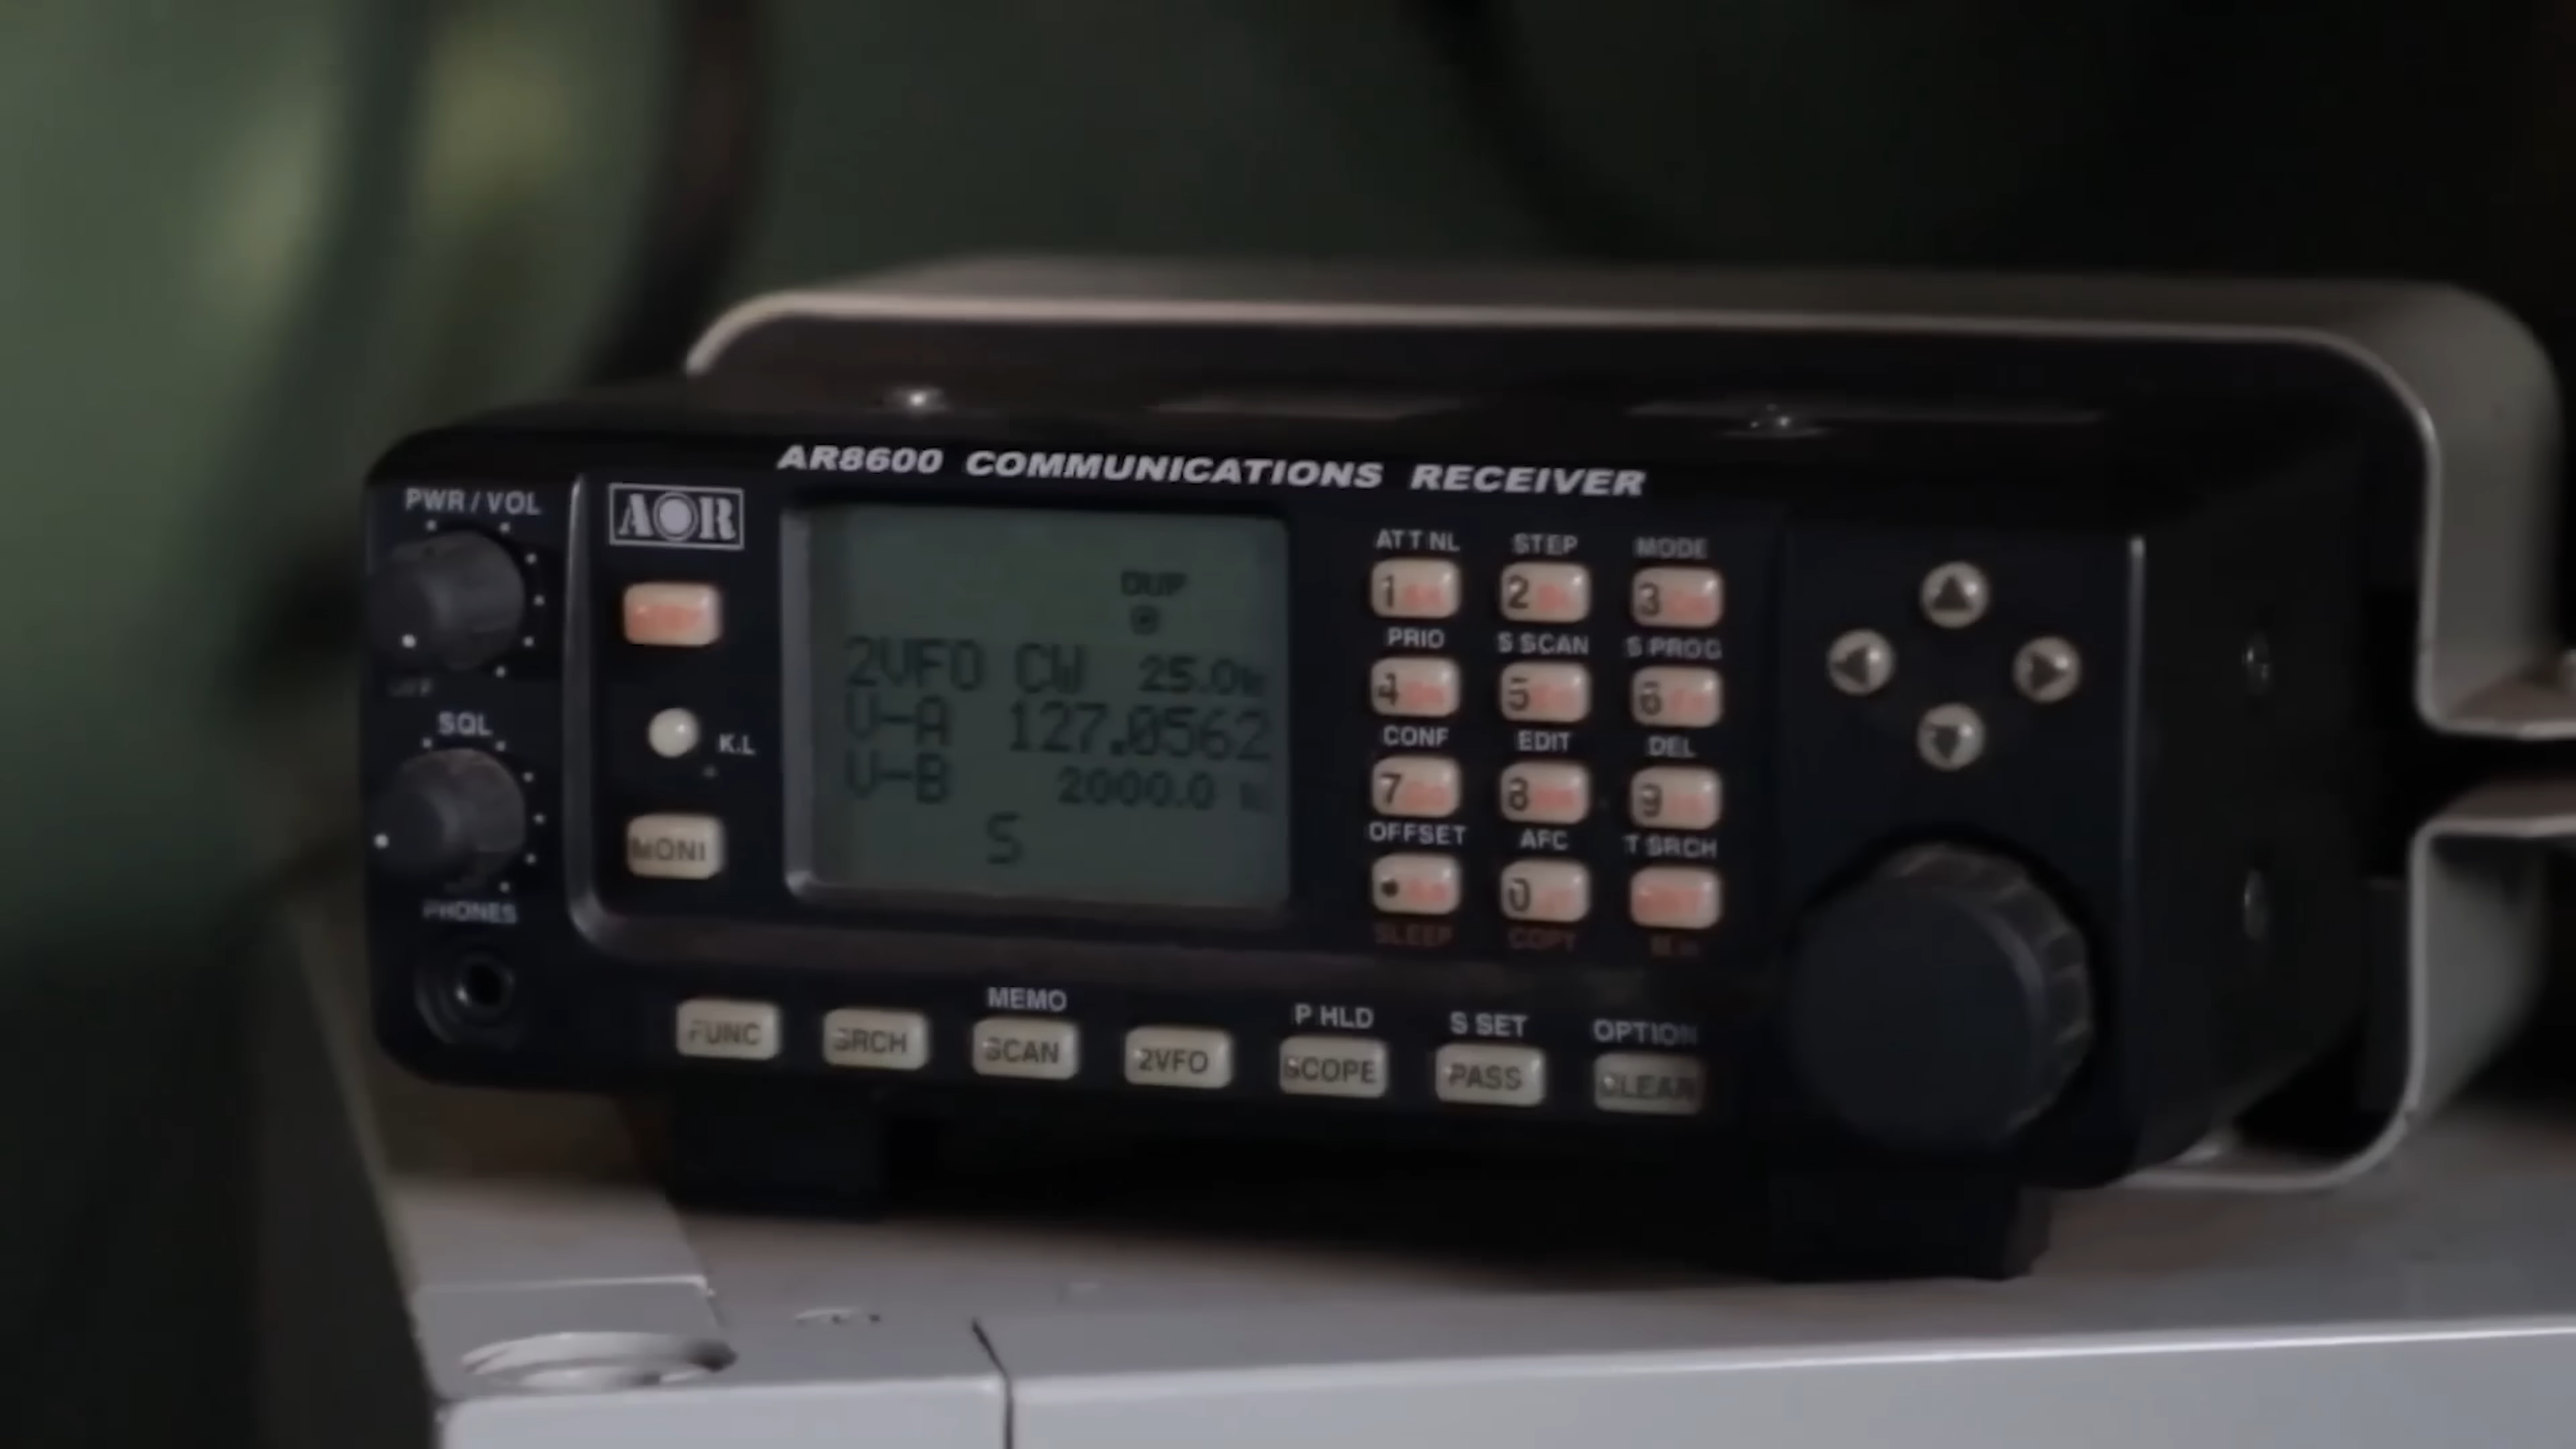 AR8600 COMMUNICATIONS RECEIVER
PWR / VOL
AOR
OFF
SQL
K.L
MONI
PHONES
DUP
2VFO CW 25.0
V-A 127.0562
V-B 2000.0
S
ATT NL STEP MODE
1 2 3
PRIO S SCAN S PROG
4 5 6
CONF EDIT DEL
7 8 9
OFFSET AFC T SRCH
0
SLEEP COPY
MEMO P HLD S SET OPTION
FUNC SRCH SCAN 2VFO SCOPE PASS CLEAR